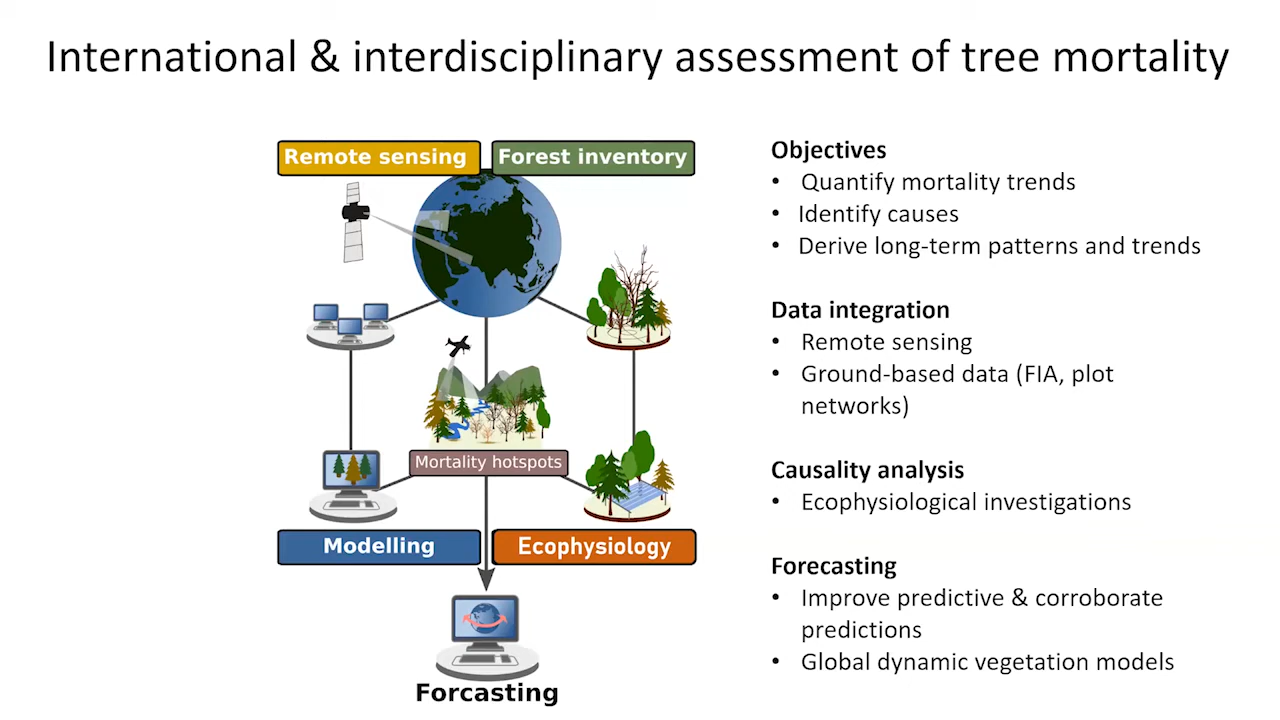 International & interdisciplinary assessment of tree mortality
Remote sensing
Forest inventory
Mortality hotspots
Modelling
Ecophysiology
Forcasting
Objectives
• Quantify mortality trends
• Identify causes
• Derive long-term patterns and trends
Data integration
• Remote sensing
• Ground-based data (FIA, plot
networks)
Causality analysis
• Ecophysiological investigations
Forecasting
• Improve predictive & corroborate
predictions
• Global dynamic vegetation models